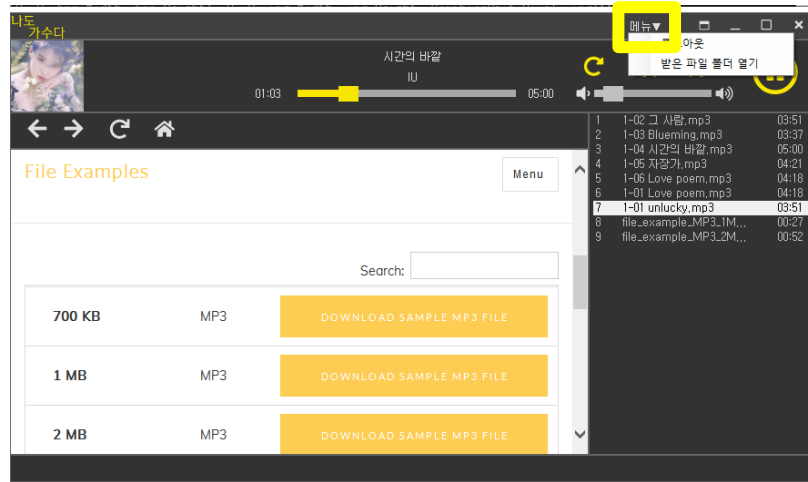 나도
가수다
메뉴▼
아웃
받은 파일 폴더 열기
시간의 바깥
IU
01:03
05:00
File Examples
Menu
Search:
700 KB MP3 DOWNLOAD SAMPLE MP3 FILE
1 MB MP3 DOWNLOAD SAMPLE MP3 FILE
2 MB MP3 DOWNLOAD SAMPLE MP3 FILE
1 1-02 그 사람.mp3 03:51
2 1-03 Blueming.mp3 03:37
3 1-04 시간의 바깥.mp3 05:00
4 1-05 자장가.mp3 04:21
5 1-06 Love poem.mp3 04:18
6 1-01 Love poem.mp3 04:18
7 1-01 unlucky.mp3 03:51
8 file_example_MP3_1M... 00:27
9 file_example_MP3_2M... 00:52